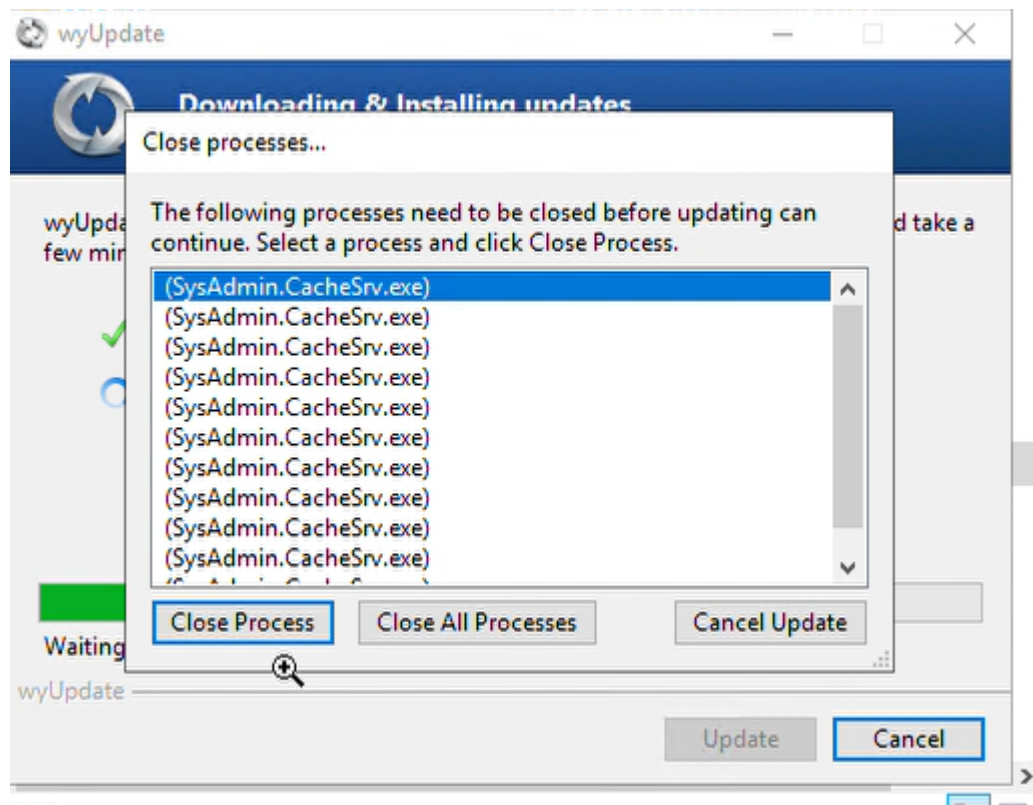 wyUpdate
Downloading & Installing updates
Close processes...
wyUpda
few mir
The following processes need to be closed before updating can
continue. Select a process and click Close Process.
d take a
(SysAdmin.CacheSrv.exe)
(SysAdmin.CacheSrv.exe)
(SysAdmin.CacheSrv.exe)
(SysAdmin.CacheSrv.exe)
(SysAdmin.CacheSrv.exe)
(SysAdmin.CacheSrv.exe)
(SysAdmin.CacheSrv.exe)
(SysAdmin.CacheSrv.exe)
(SysAdmin.CacheSrv.exe)
(SysAdmin.CacheSrv.exe)
Close Process Close All Processes Cancel Update
Waiting
wyUpdate
Update Cancel